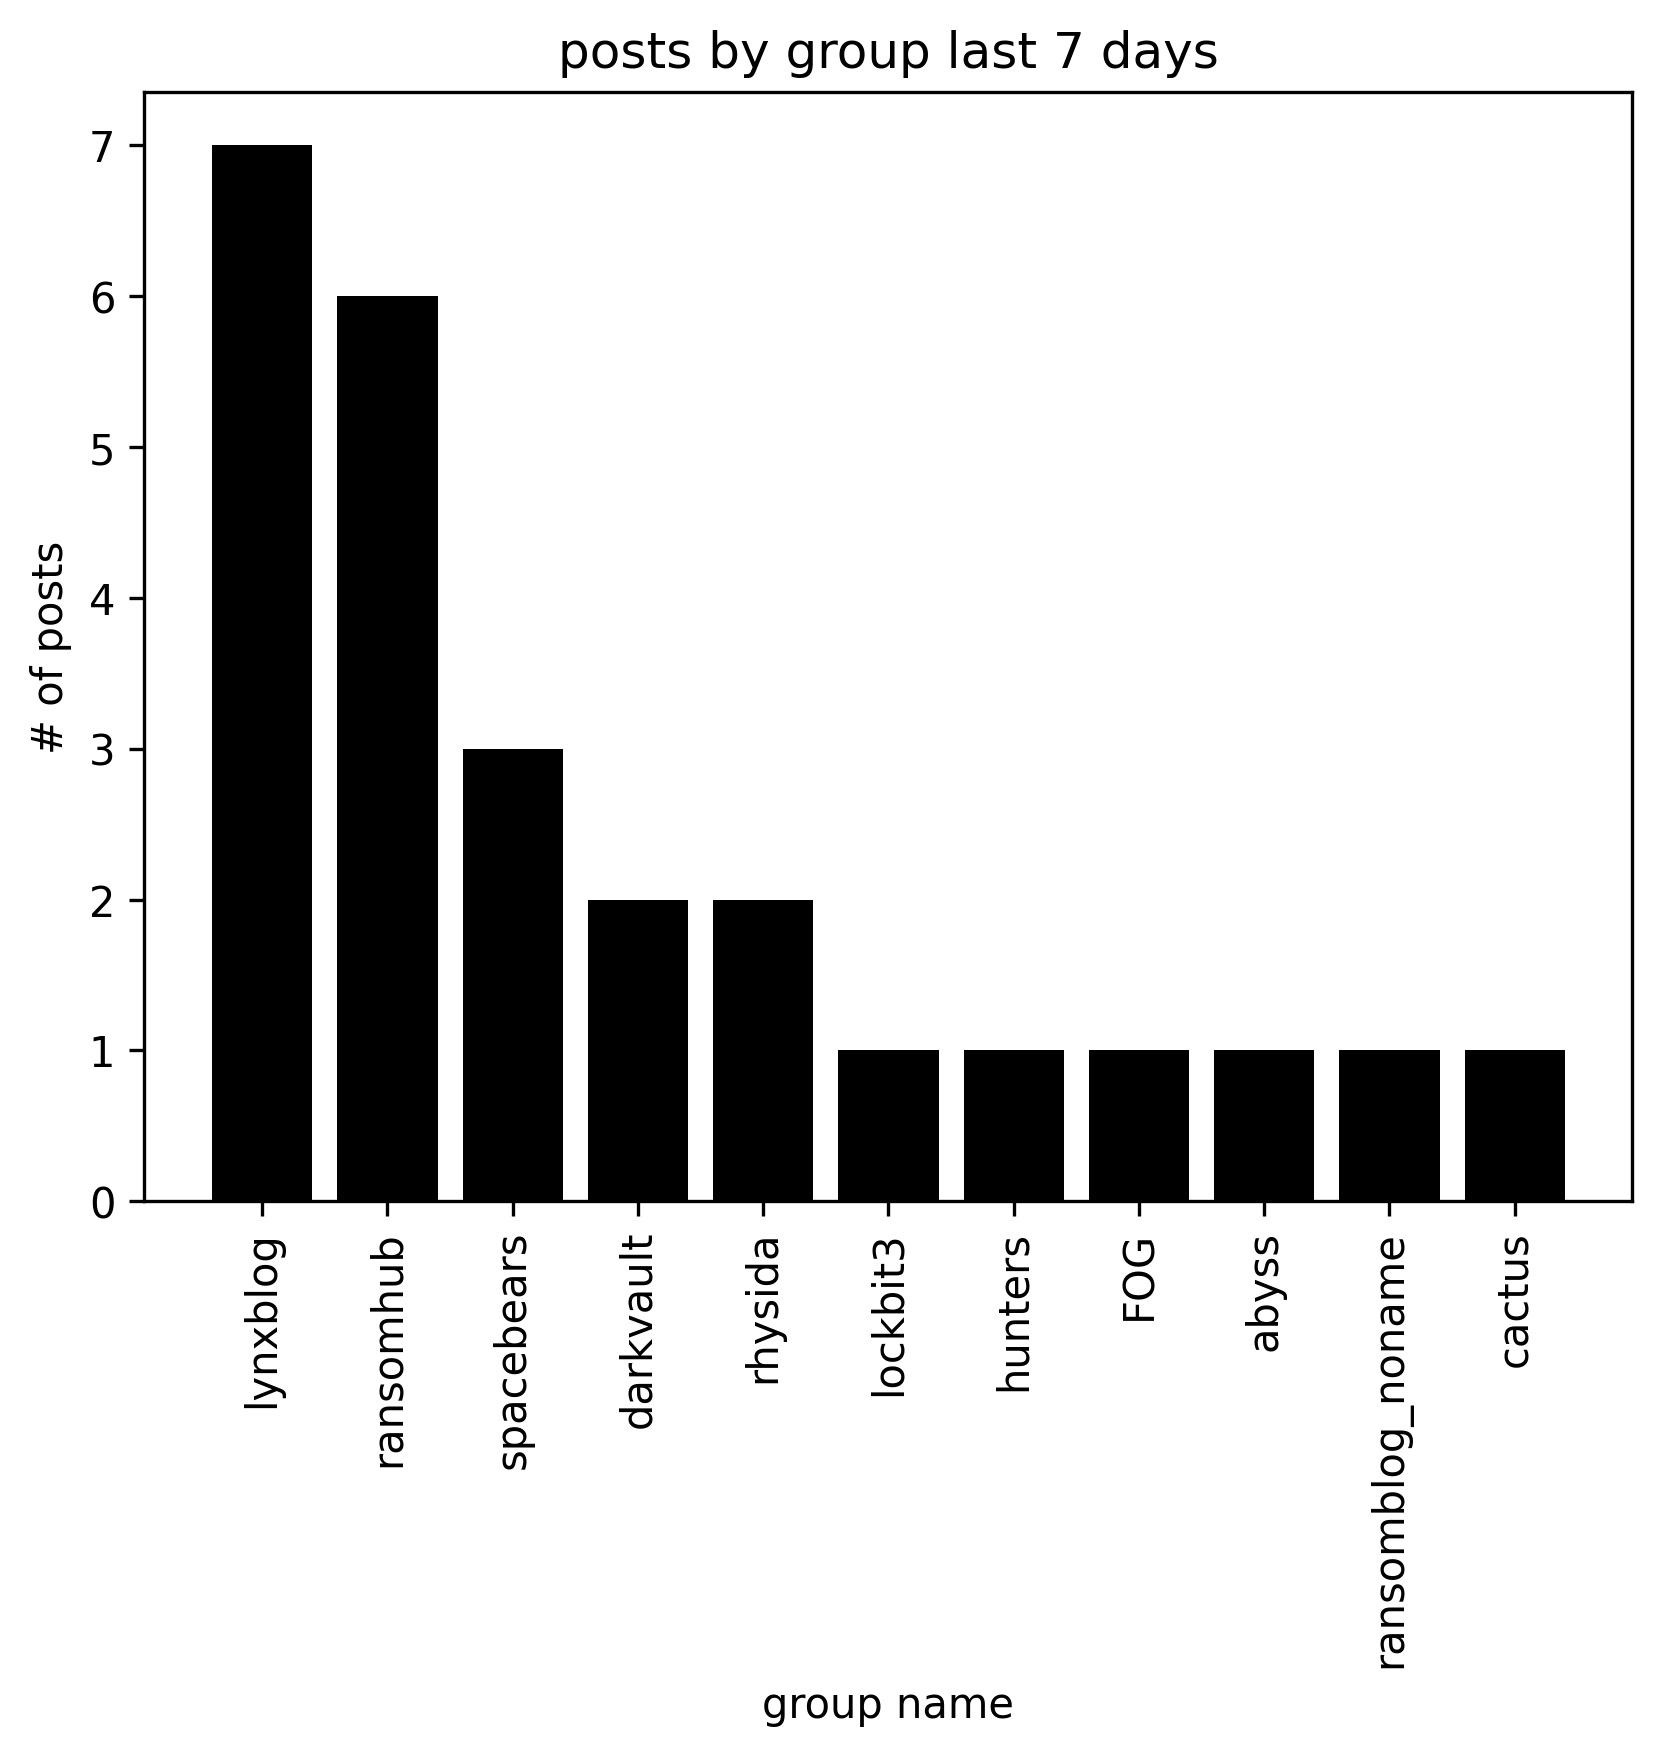 posts by group last 7 days
# of posts
7
6
5
4
3
2
1
0
lynxblog
ransomhub
spacebears
darkvault
rhysida
lockbit3
hunters
FOG
abyss
ransomblog_noname
cactus
group name